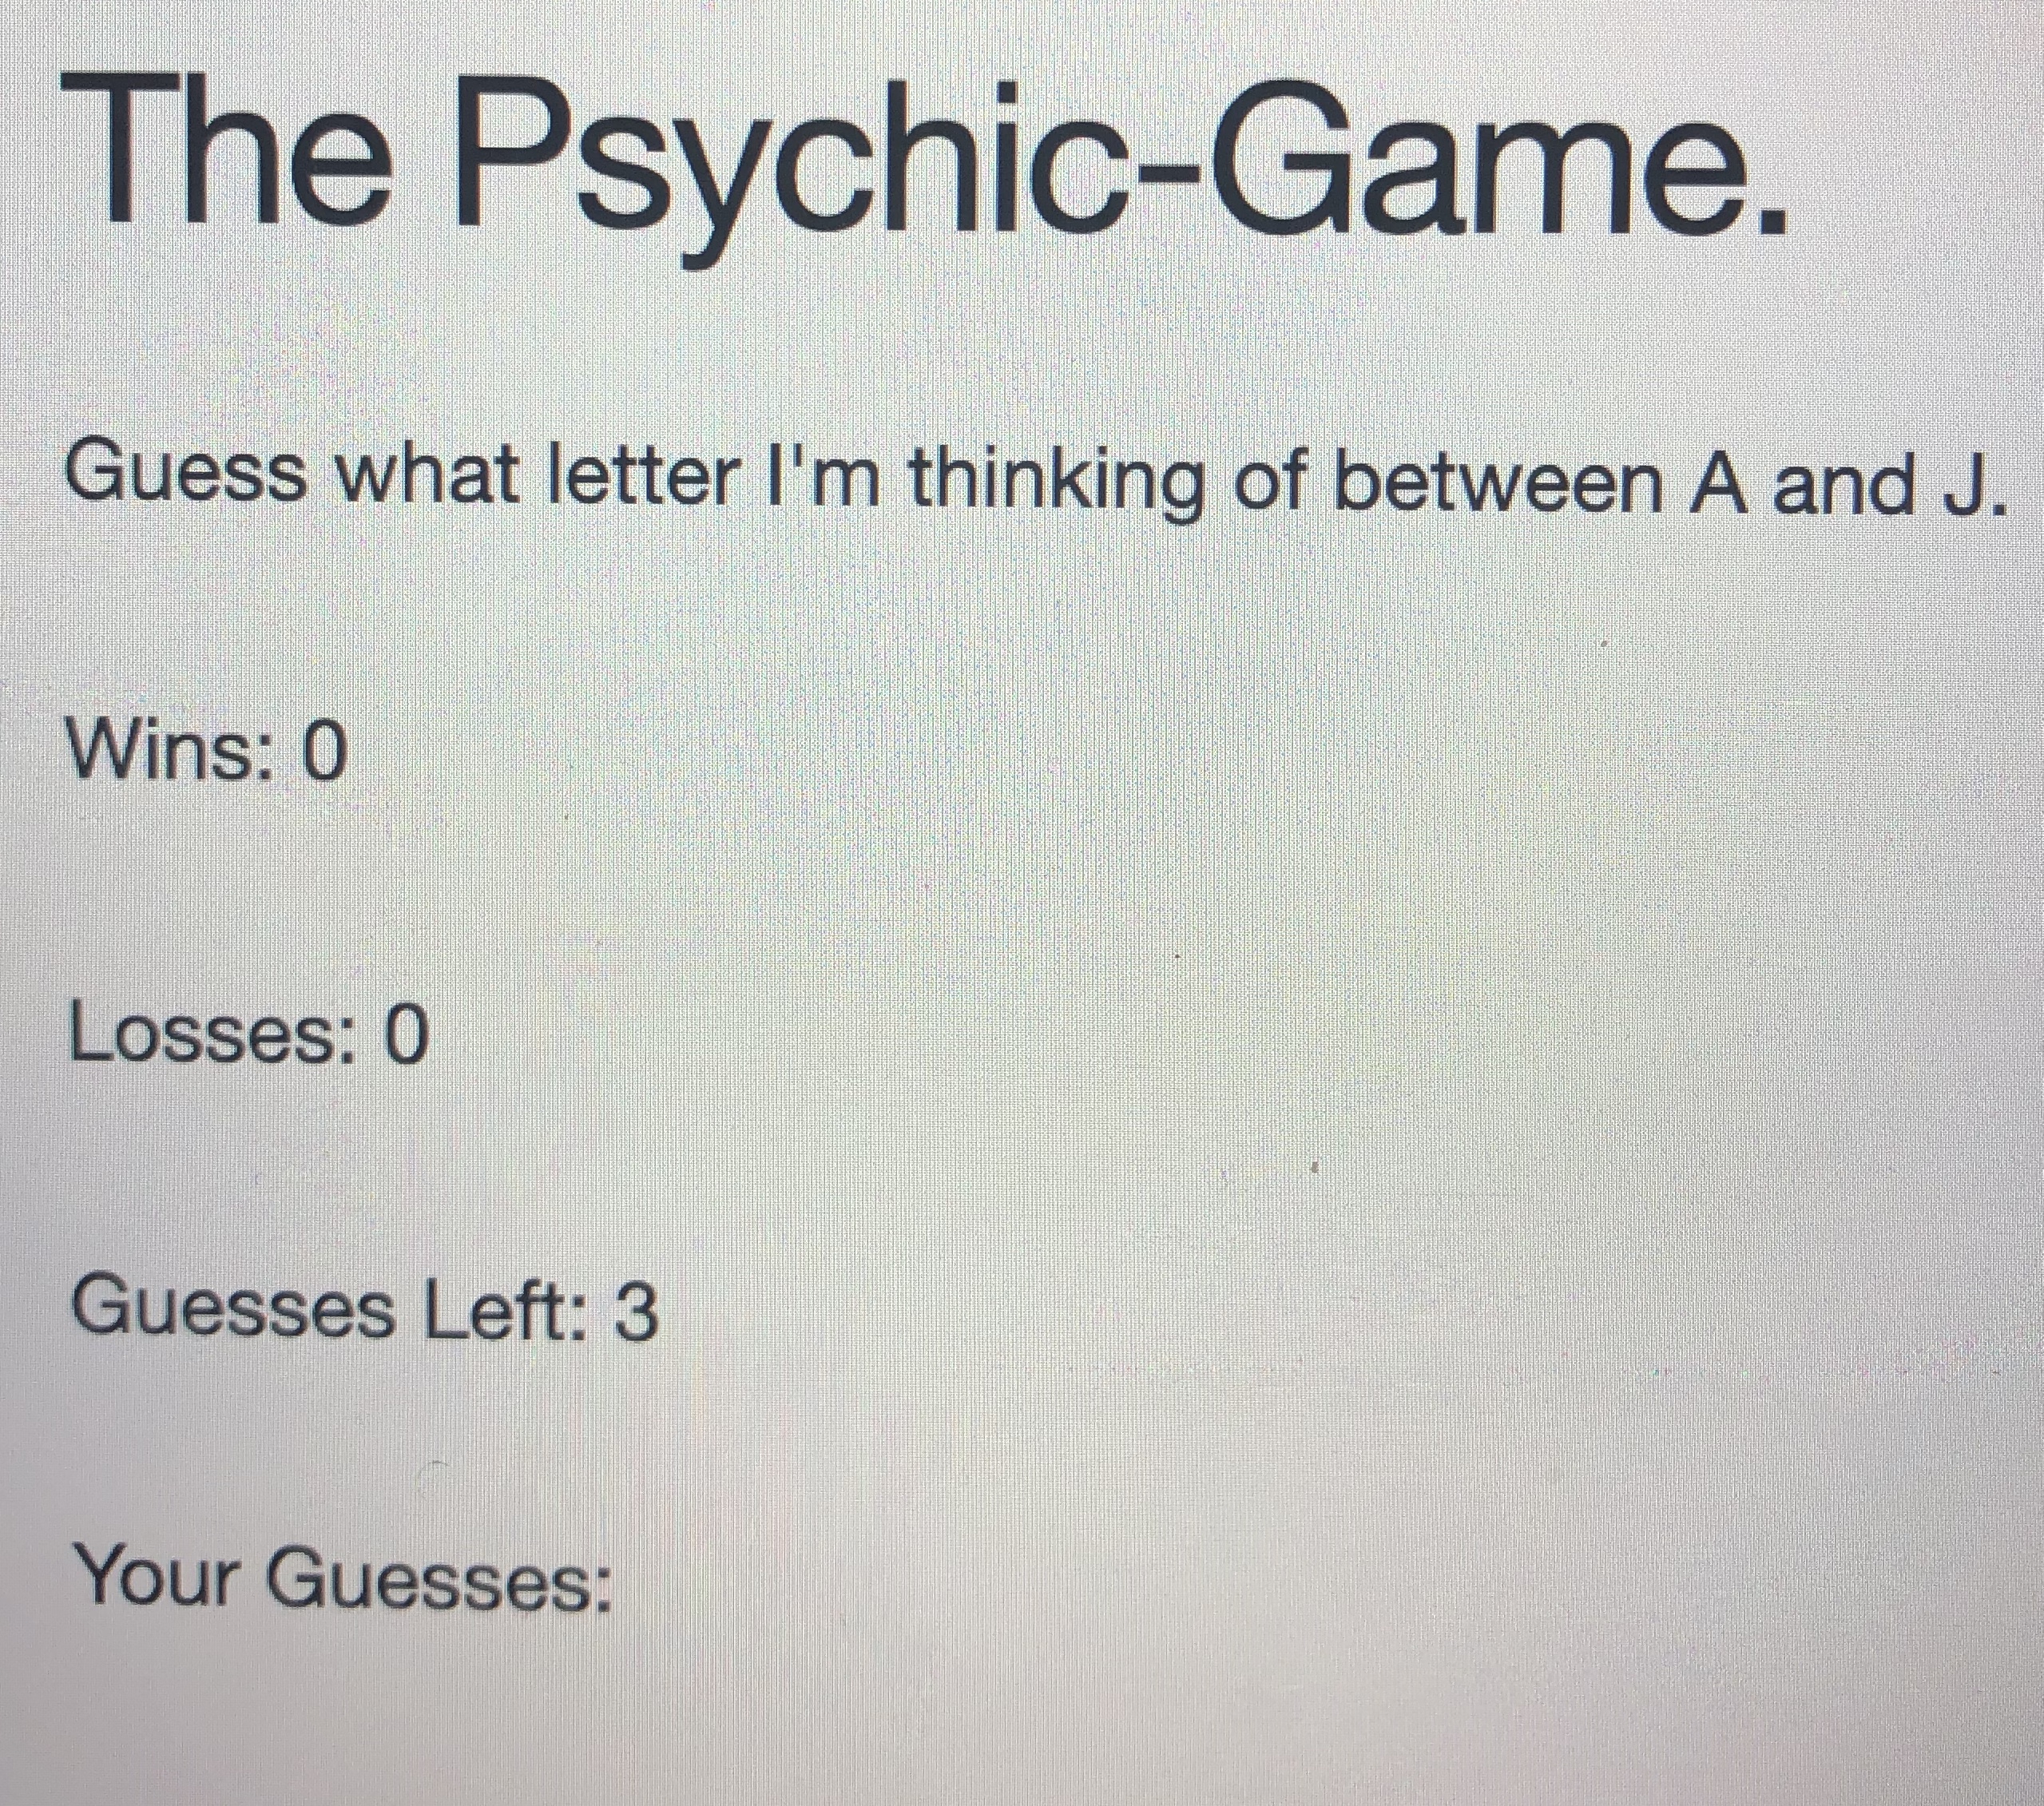 The Psychic-Game.
Guess what letter I'm thinking of between A and J.
Wins: 0
Losses: 0
Guesses Left: 3
Your Guesses: